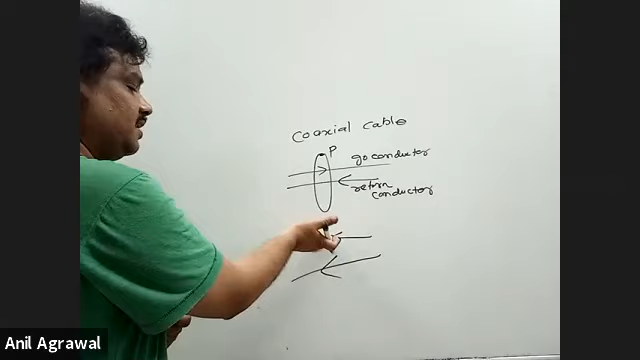 Coaxial Cable
P
go conductor
return
conductor
Anil Agrawal